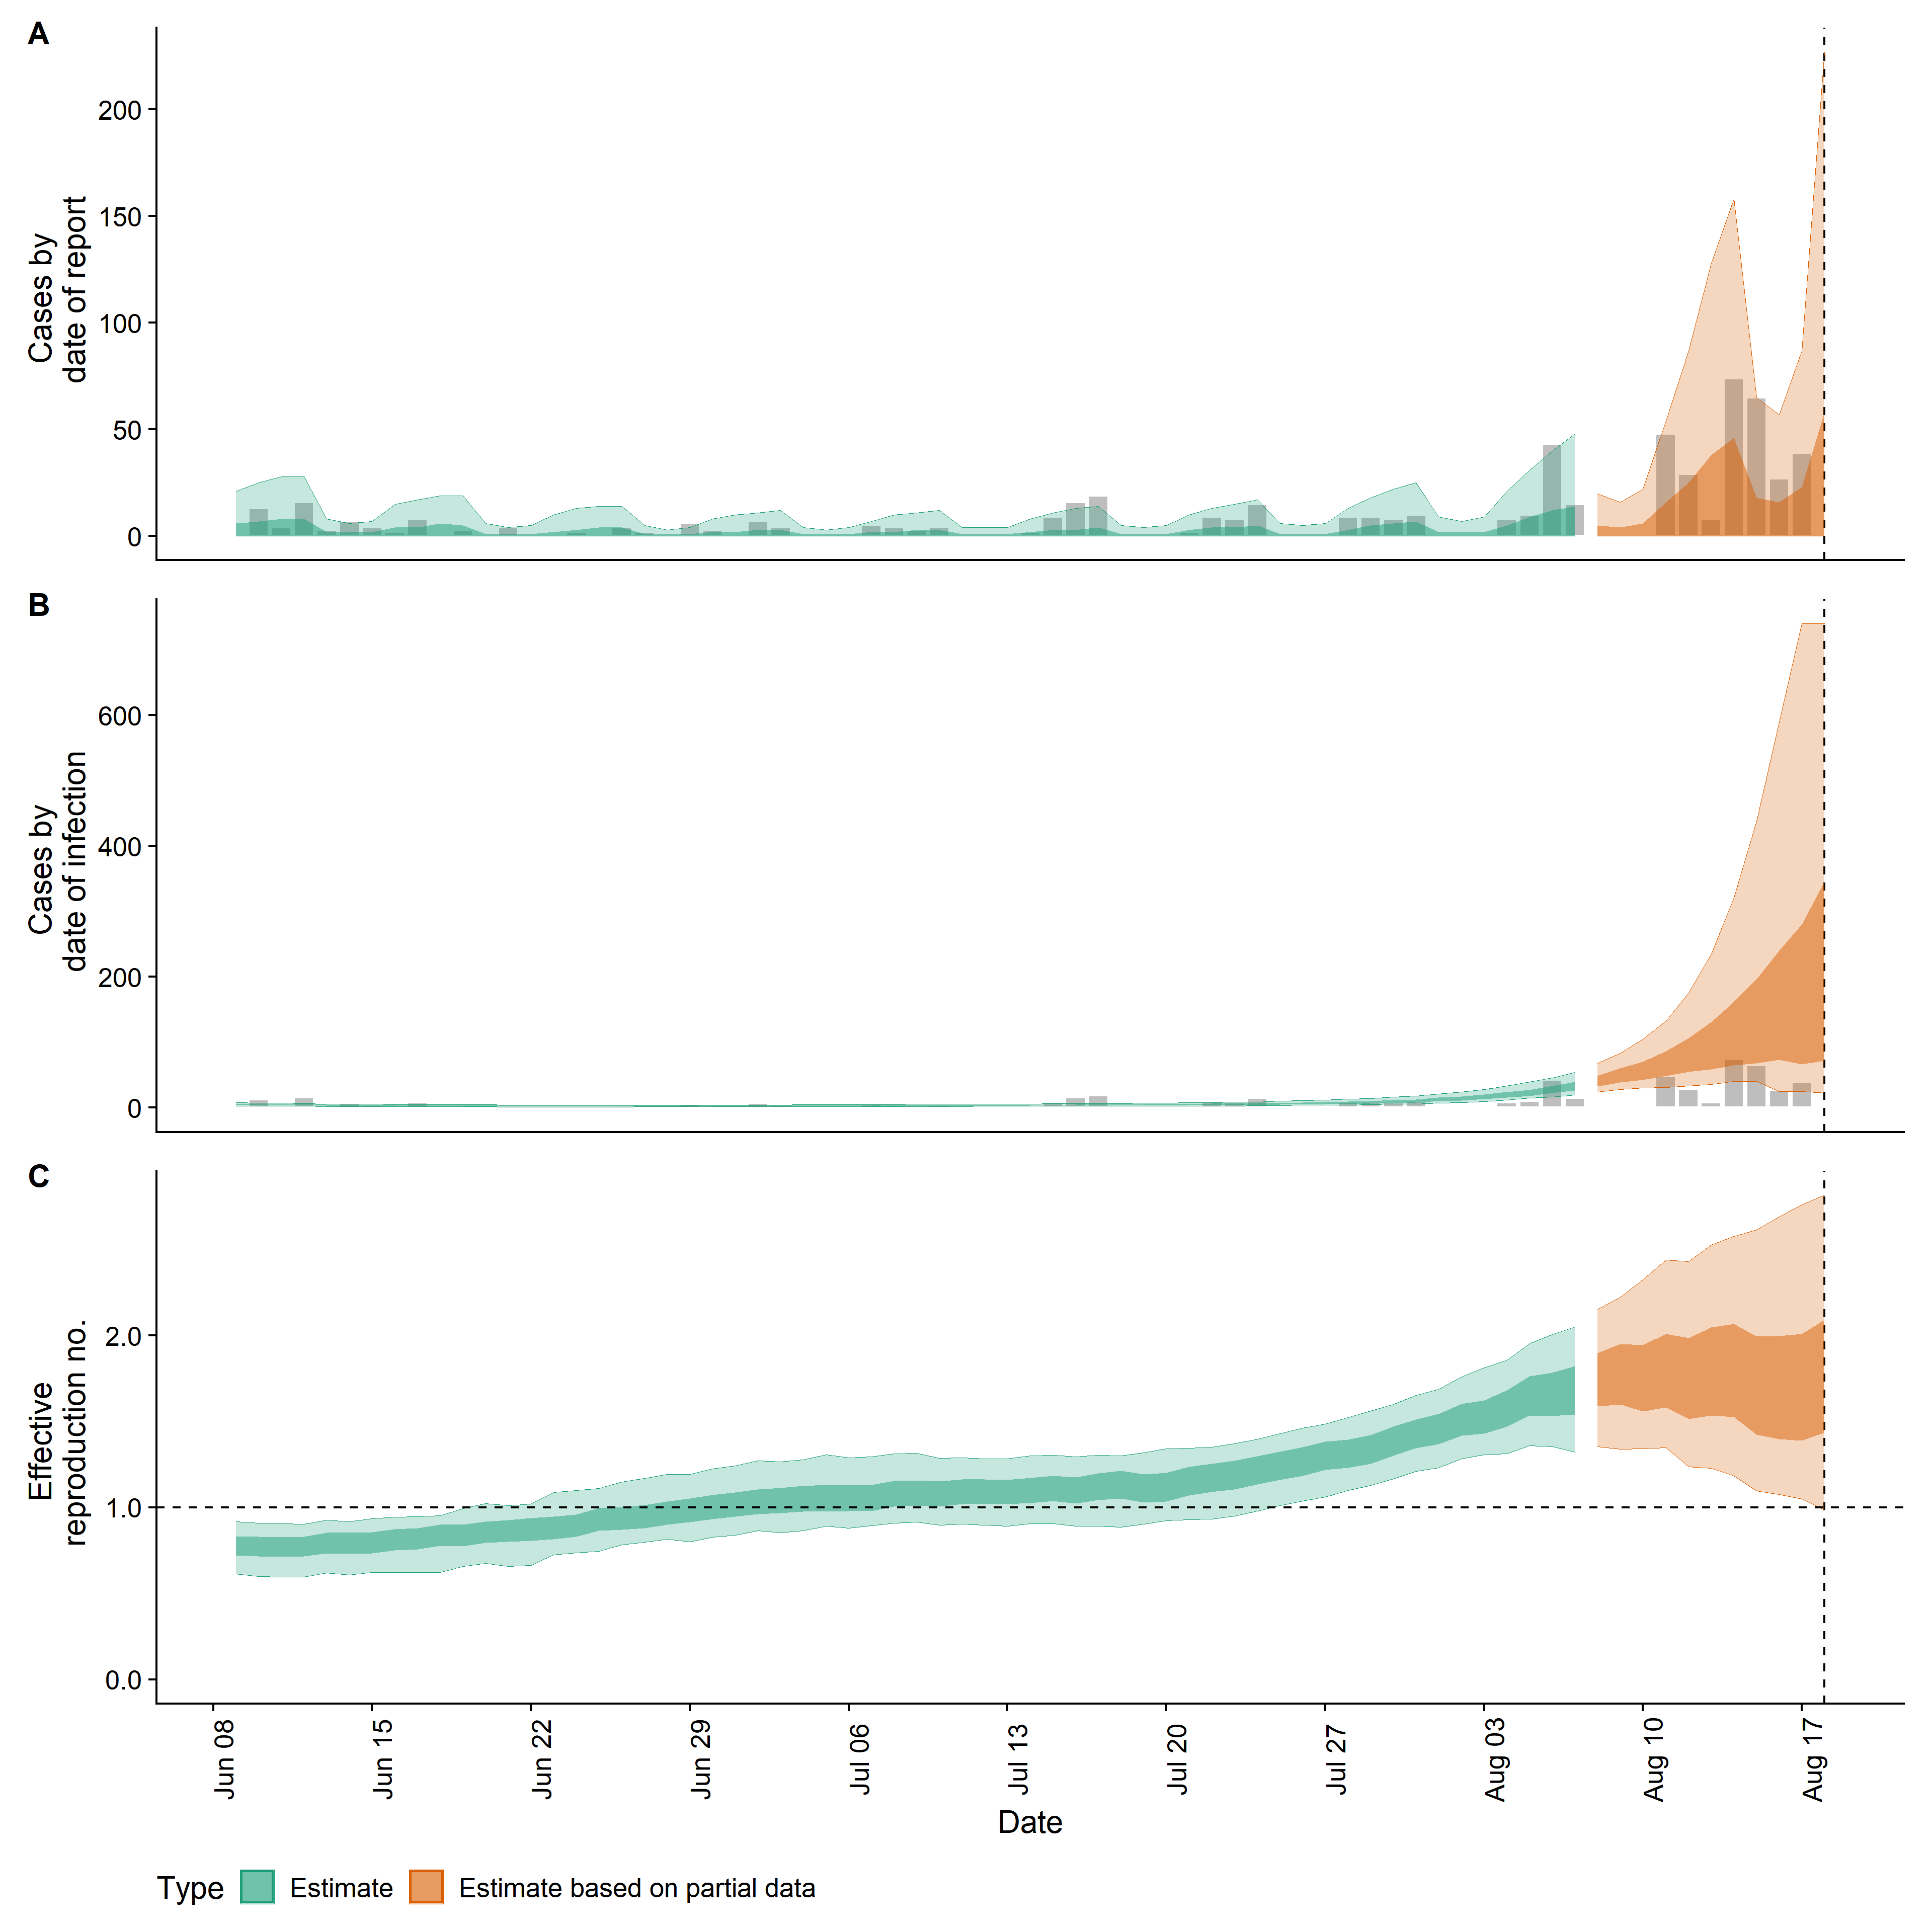 A
200
150
100
50
0
Cases by
date of report
B
600
400
200
0
Cases by
date of infection
C
2.0
1.0
0.0
Effective
reproduction no.
Jun 08
Jun 15
Jun 22
Jun 29
Jul 06
Jul 13
Jul 20
Jul 27
Aug 03
Aug 10
Aug 17
Date
Type Estimate Estimate based on partial data